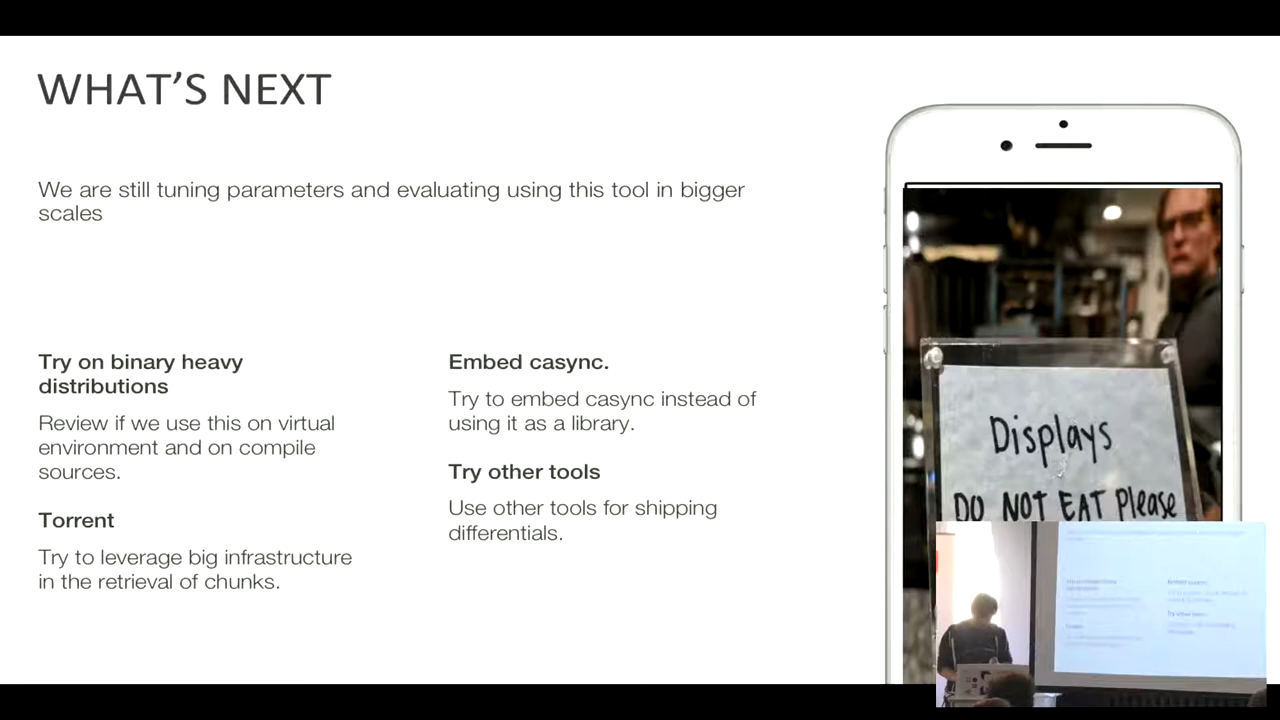 WHAT'S NEXT
We are still tuning parameters and evaluating using this tool in bigger
scales
Try on binary heavy
distributions
Review if we use this on virtual
environment and on compile
sources.
Torrent
Try to leverage big infrastructure
in the retrieval of chunks.
Embed casync.
Try to embed casync instead of
using it as a library.
Try other tools
Use other tools for shipping
differentials.
Displays
DO NOT EAT Please